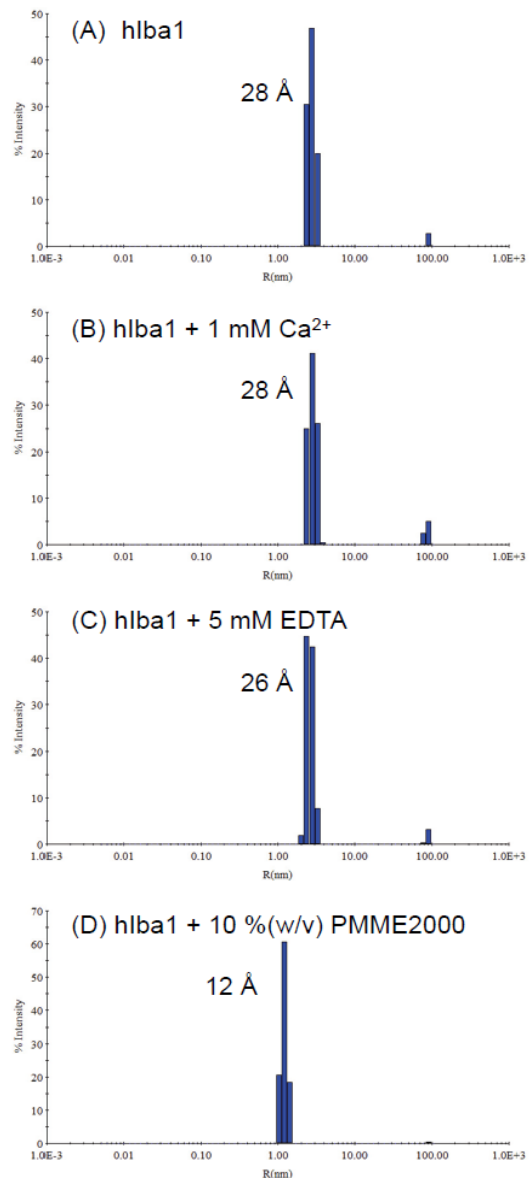 (A) hIba1
28 Å
% Intensity
50
40
30
20
10
0
1.0E-3 0.01 0.10 1.00 10.00 100.00 1.0E+3
R(nm)
(B) hIba1 + 1 mM Ca²⁺
28 Å
% Intensity
50
40
30
20
10
0
1.0E-3 0.01 0.10 1.00 10.00 100.00 1.0E+3
R(nm)
(C) hIba1 + 5 mM EDTA
26 Å
% Intensity
50
40
30
20
10
0
1.0E-3 0.01 0.10 1.00 10.00 100.00 1.0E+3
R(nm)
(D) hIba1 + 10 %(w/v) PMME2000
12 Å
% Intensity
70
60
50
40
30
20
10
0
1.0E-3 0.01 0.10 1.00 10.00 100.00 1.0E+3
R(nm)